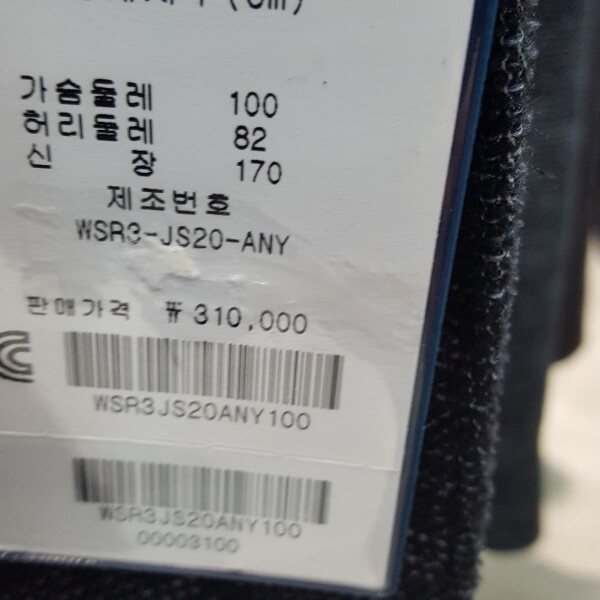 (cm)
가슴둘레 100
허리둘레 82
신 장 170
제조번호
WSR3-JS20-ANY
판매가격 ₩ 310,000
WSR3JS20ANY100
WSR3JS20ANY100
00003100